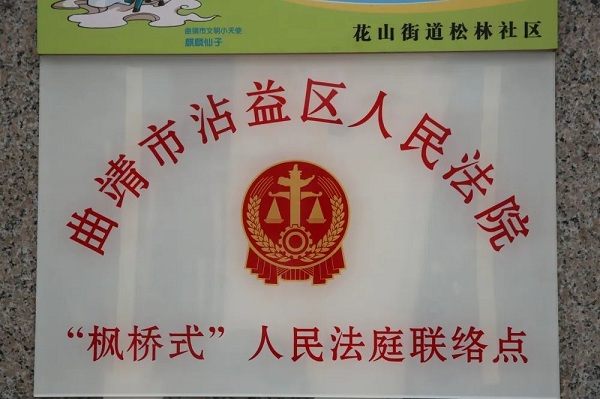 曲靖市文明小天使
麒麟仙子
花山街道松林社区
曲靖市沾益区人民法院
“枫桥式”人民法庭联络点